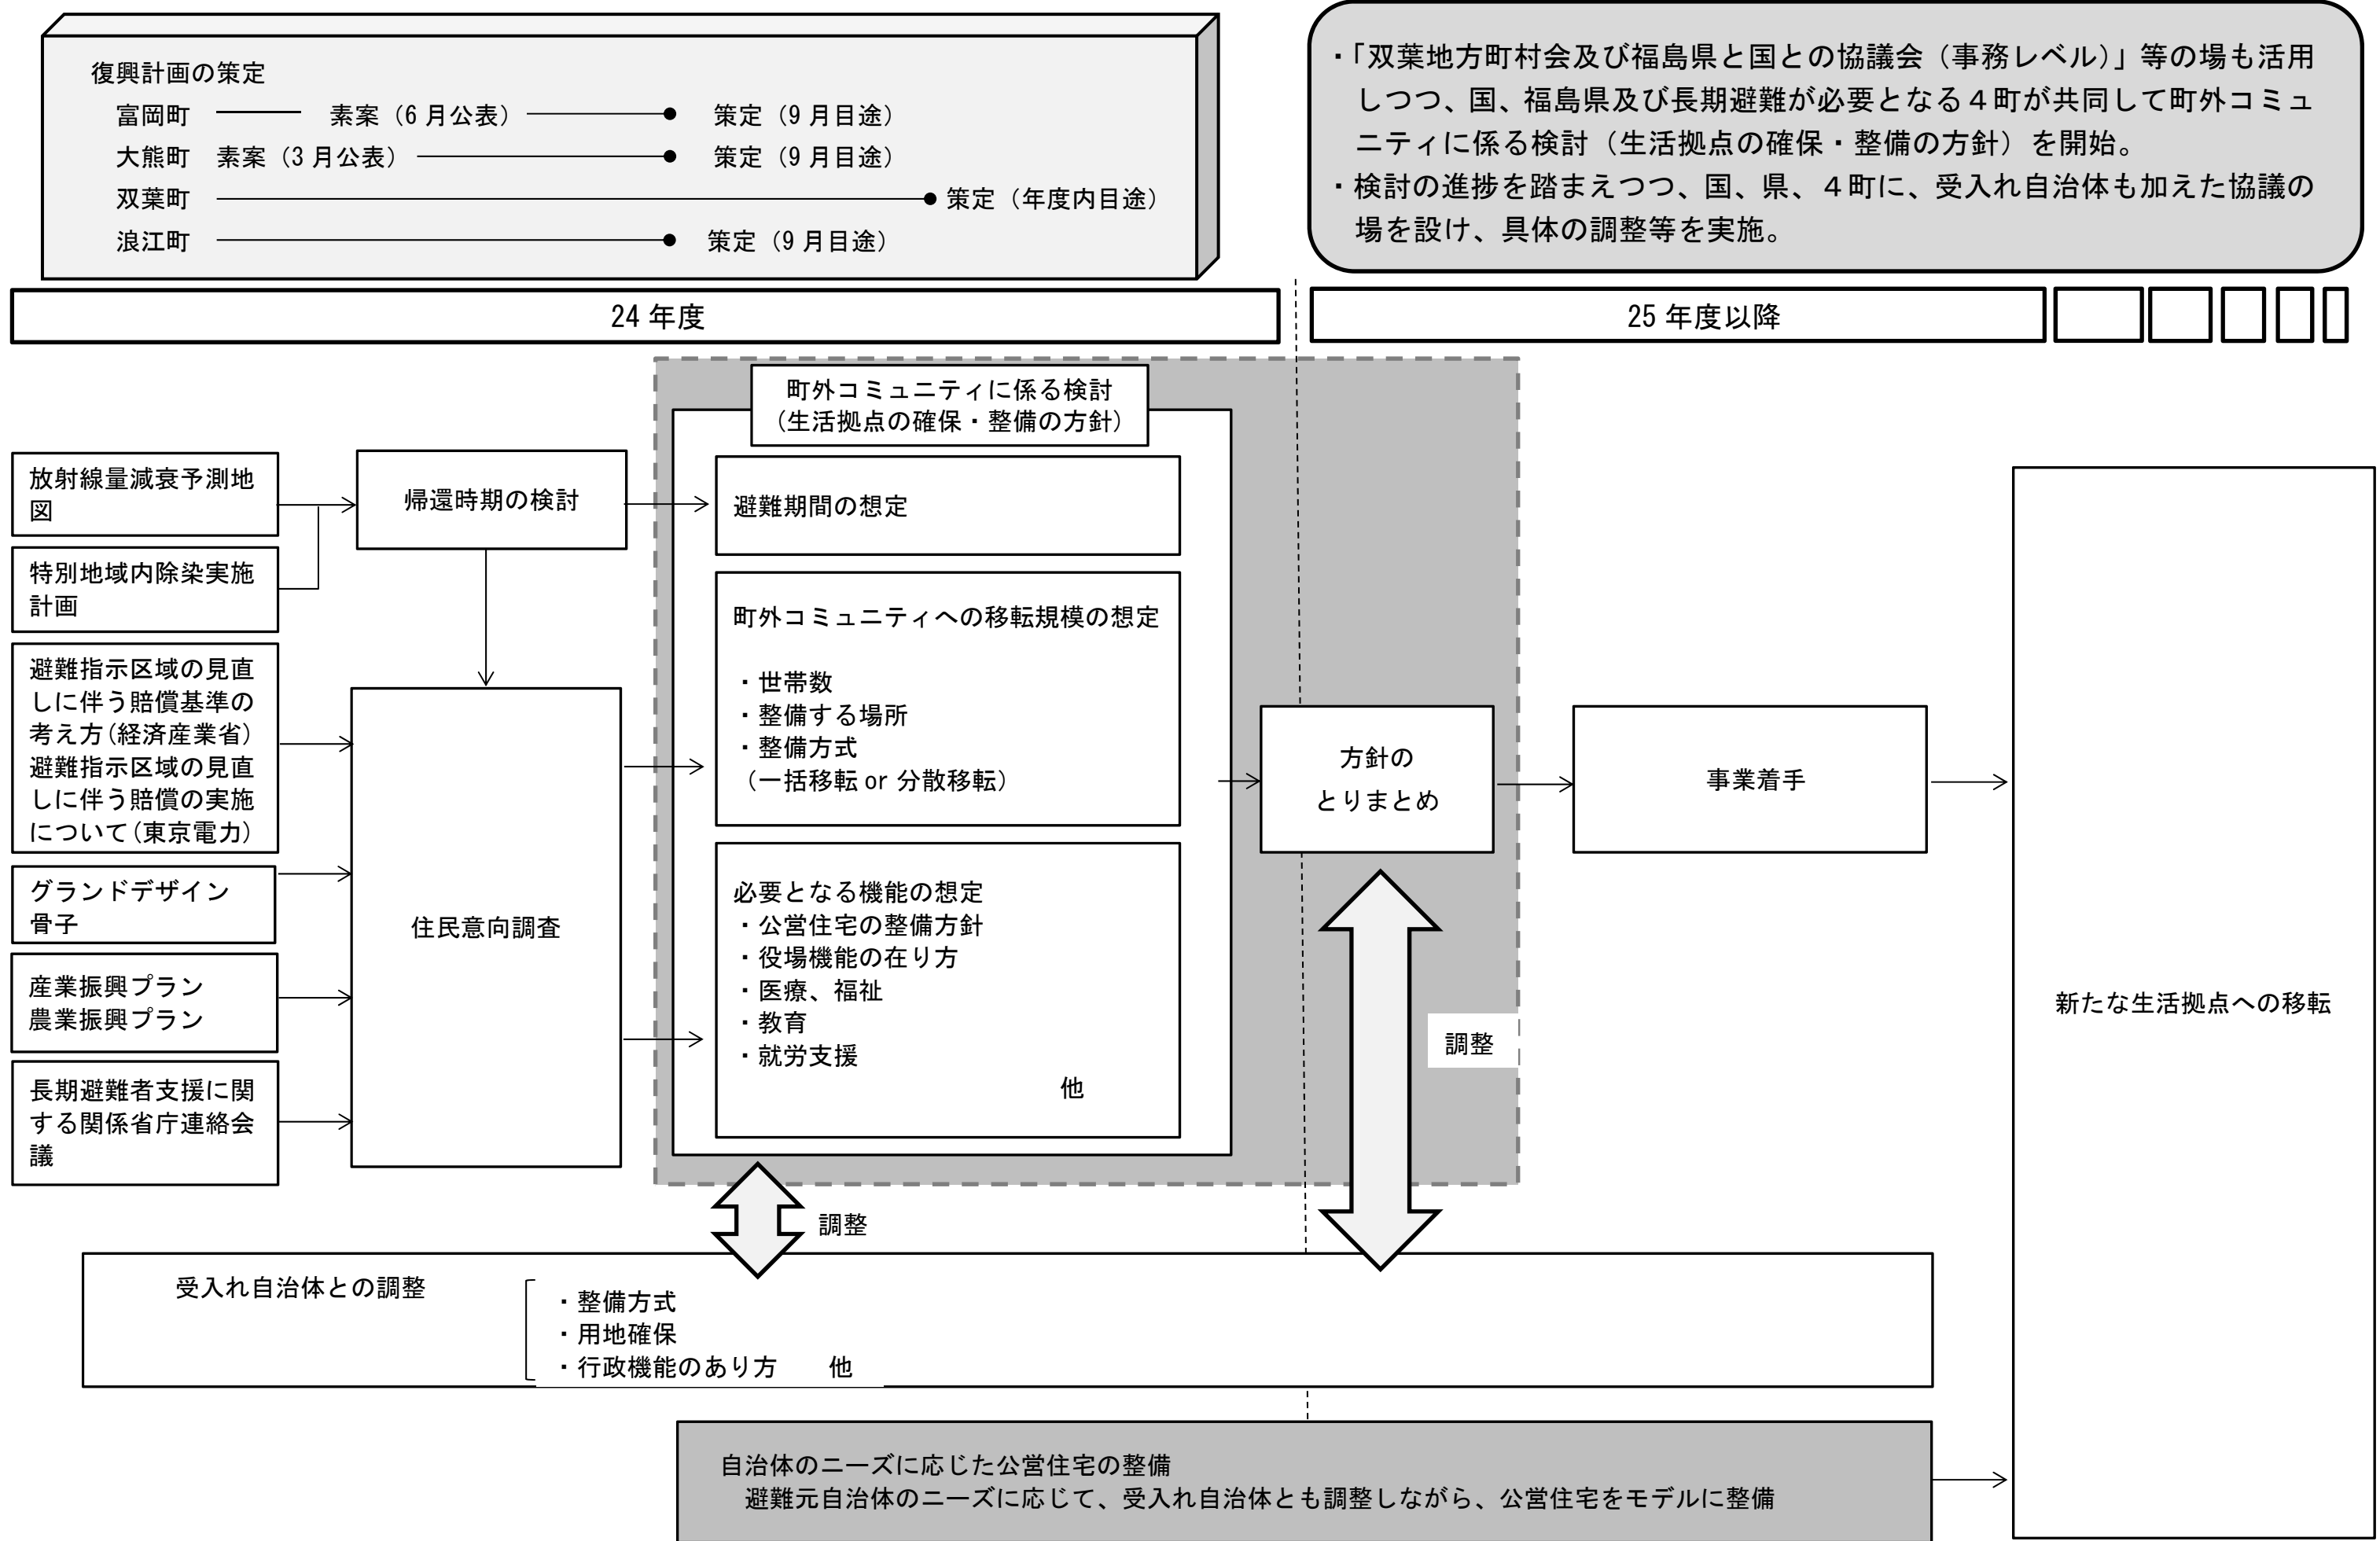 復興計画の策定
富岡町 素案（6 月公表） 策定（9 月目途）
大熊町 素案（3 月公表） 策定（9 月目途）
双葉町 策定（年度内目途）
浪江町 策定（9 月目途）
・「双葉地方町村会及び福島県と国との協議会（事務レベル）」等の場も活用
しつつ、国、福島県及び長期避難が必要となる４町が共同して町外コミュ
ニティに係る検討（生活拠点の確保・整備の方針）を開始。
・検討の進捗を踏まえつつ、国、県、４町に、受入れ自治体も加えた協議の
場を設け、具体の調整等を実施。
24 年度
25 年度以降
放射線量減衰予測地
図
特別地域内除染実施
計画
避難指示区域の見直
しに伴う賠償基準の
考え方（経済産業省）
避難指示区域の見直
しに伴う賠償の実施
について（東京電力）
グランドデザイン
骨子
産業振興プラン
農業振興プラン
長期避難者支援に関
する関係省庁連絡会
議
帰還時期の検討
住民意向調査
町外コミュニティに係る検討
（生活拠点の確保・整備の方針）
避難期間の想定
町外コミュニティへの移転規模の想定
・世帯数
・整備する場所
・整備方式
（一括移転 or 分散移転）
必要となる機能の想定
・公営住宅の整備方針
・役場機能の在り方
・医療、福祉
・教育
・就労支援
他
方針の
とりまとめ
事業着手
新たな生活拠点への移転
調整
調整
受入れ自治体との調整
・整備方式
・用地確保
・行政機能のあり方　　他
自治体のニーズに応じた公営住宅の整備
避難元自治体のニーズに応じて、受入れ自治体とも調整しながら、公営住宅をモデルに整備